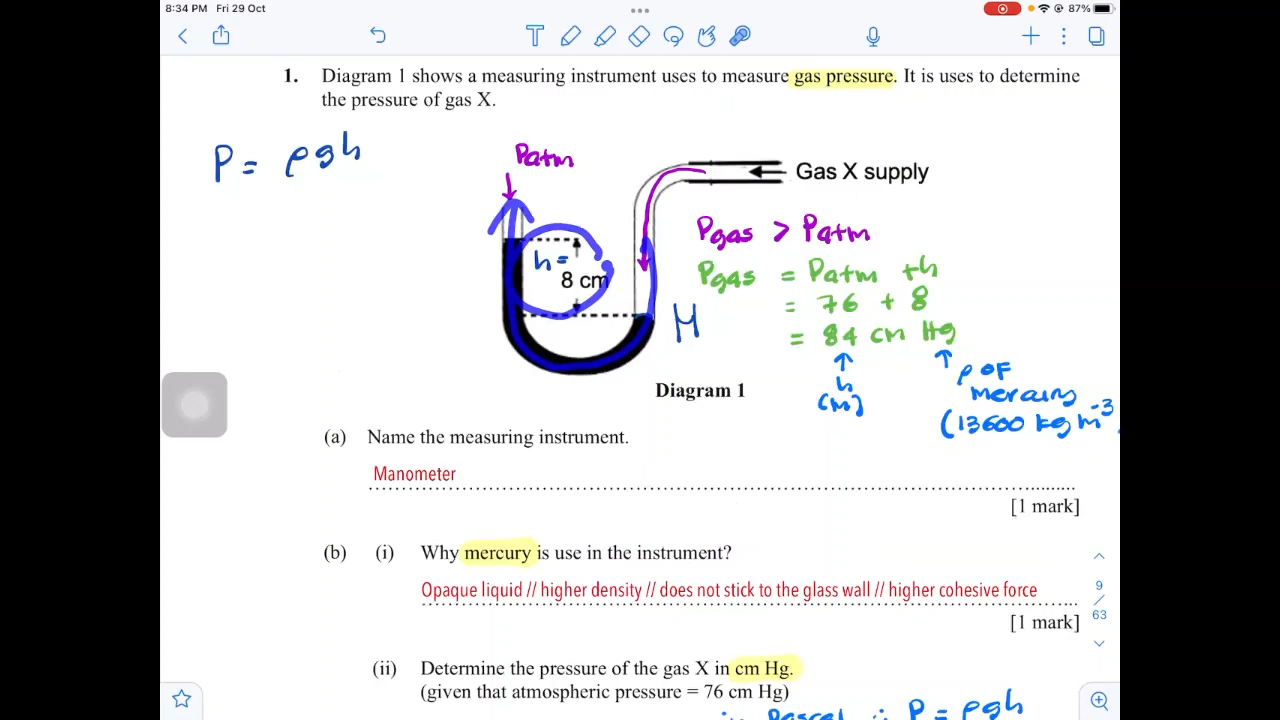 8:34 PM Fri 29 Oct
87%
1. Diagram 1 shows a measuring instrument uses to measure gas pressure. It is uses to determine
the pressure of gas X.
P = ρgh
Patm
Gas X supply
Pgas > Patm
h =
8 cm
Pgas = Patm + h
= 76 + 8
= 84 cm Hg
H
h
(m)
ρ OF
mercury
(13600 kg m⁻³
Diagram 1
(a) Name the measuring instrument.
Manometer
[1 mark]
(b) (i) Why mercury is use in the instrument?
Opaque liquid // higher density // does not stick to the glass wall // higher cohesive force
[1 mark]
9
/
63
(ii) Determine the pressure of the gas X in cm Hg.
(given that atmospheric pressure = 76 cm Hg)
Pascal : P = ρgh